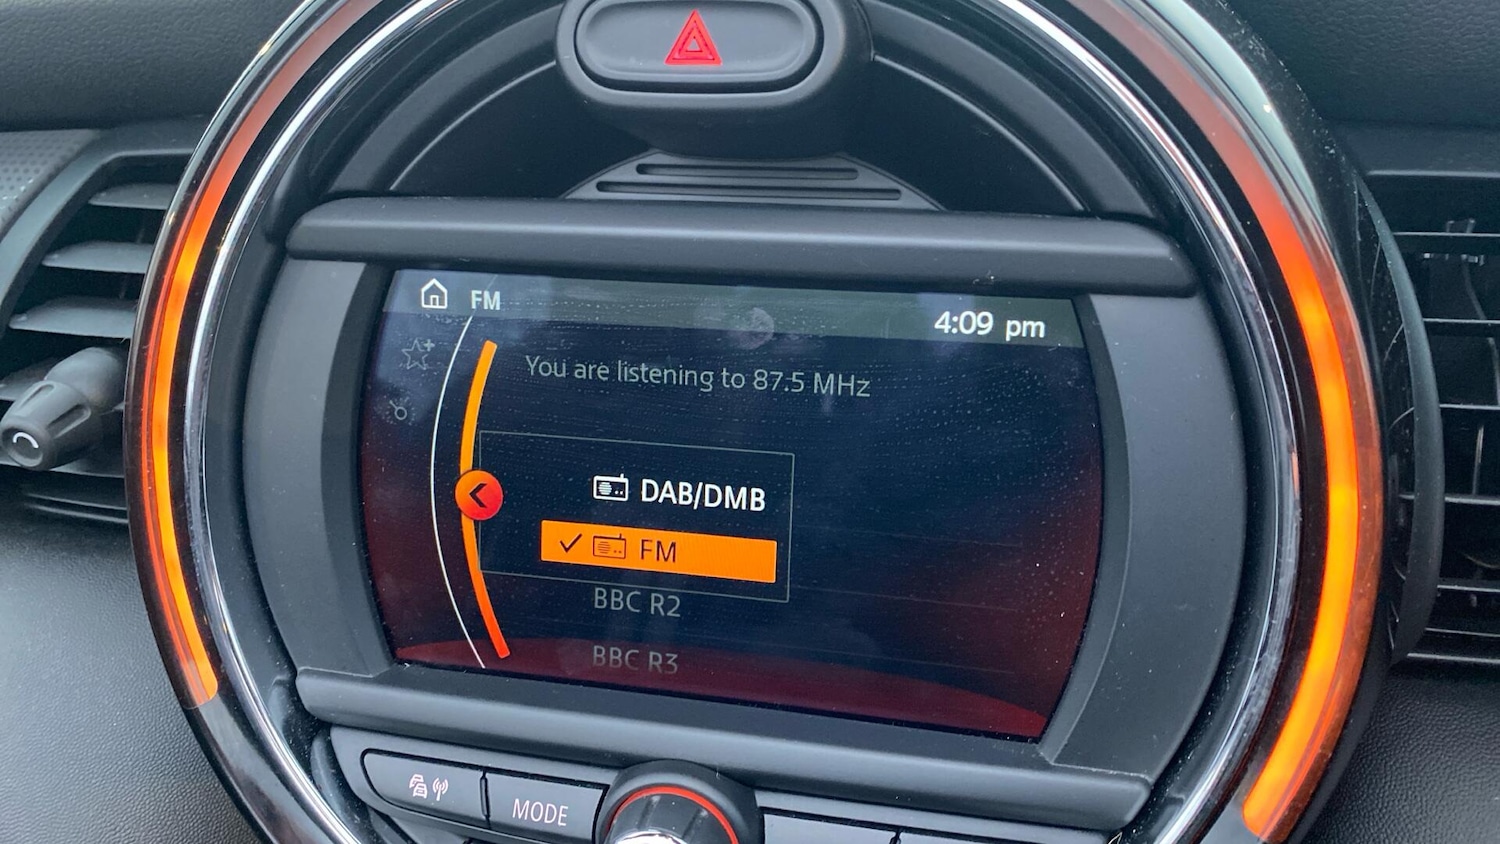 FM
4:09 pm
You are listening to 87.5 MHz
DAB/DMB
FM
BBC R2
BBC R3
MODE